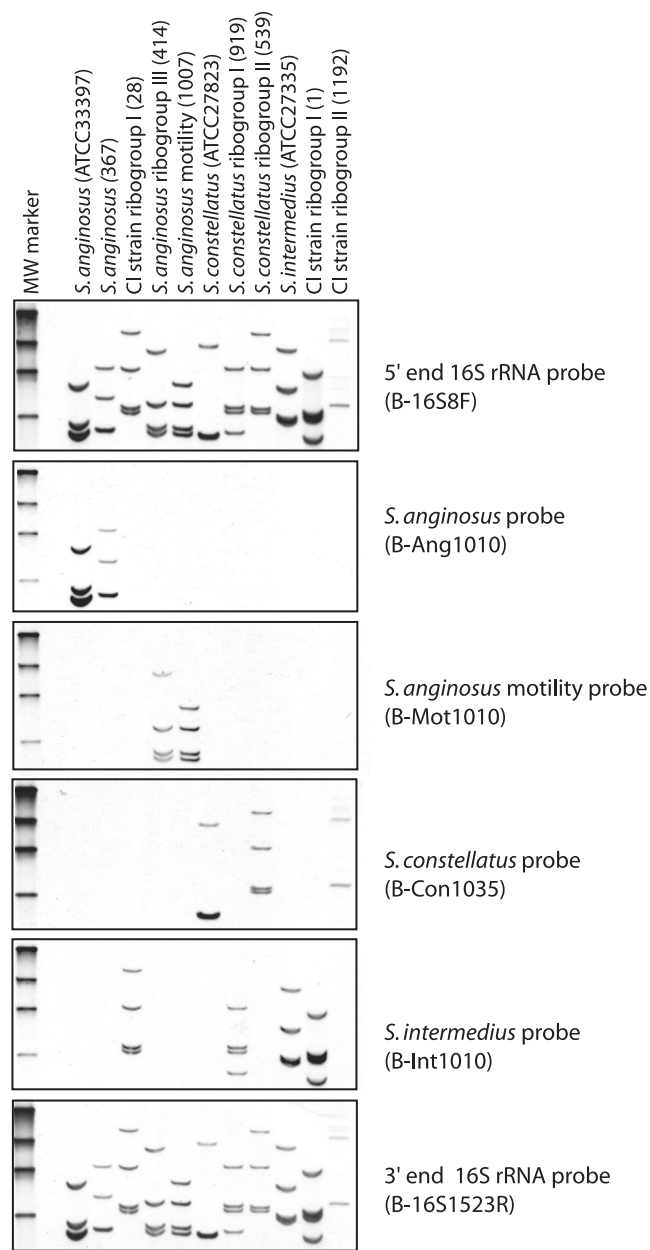 MW marker
S. anginosus (ATCC33397)
S. anginosus (367)
CI strain ribogroup I (28)
S. anginosus ribogroup III (414)
S. anginosus motility (1007)
S. constellatus (ATCC27823)
S. constellatus ribogroup I (919)
S. constellatus ribogroup II (539)
S. intermedius (ATCC27335)
CI strain ribogroup I (1)
CI strain ribogroup II (1192)
5' end 16S rRNA probe
(B-16S8F)
S. anginosus probe
(B-Ang1010)
S. anginosus motility probe
(B-Mot1010)
S. constellatus probe
(B-Con1035)
S. intermedius probe
(B-Int1010)
3' end 16S rRNA probe
(B-16S1523R)